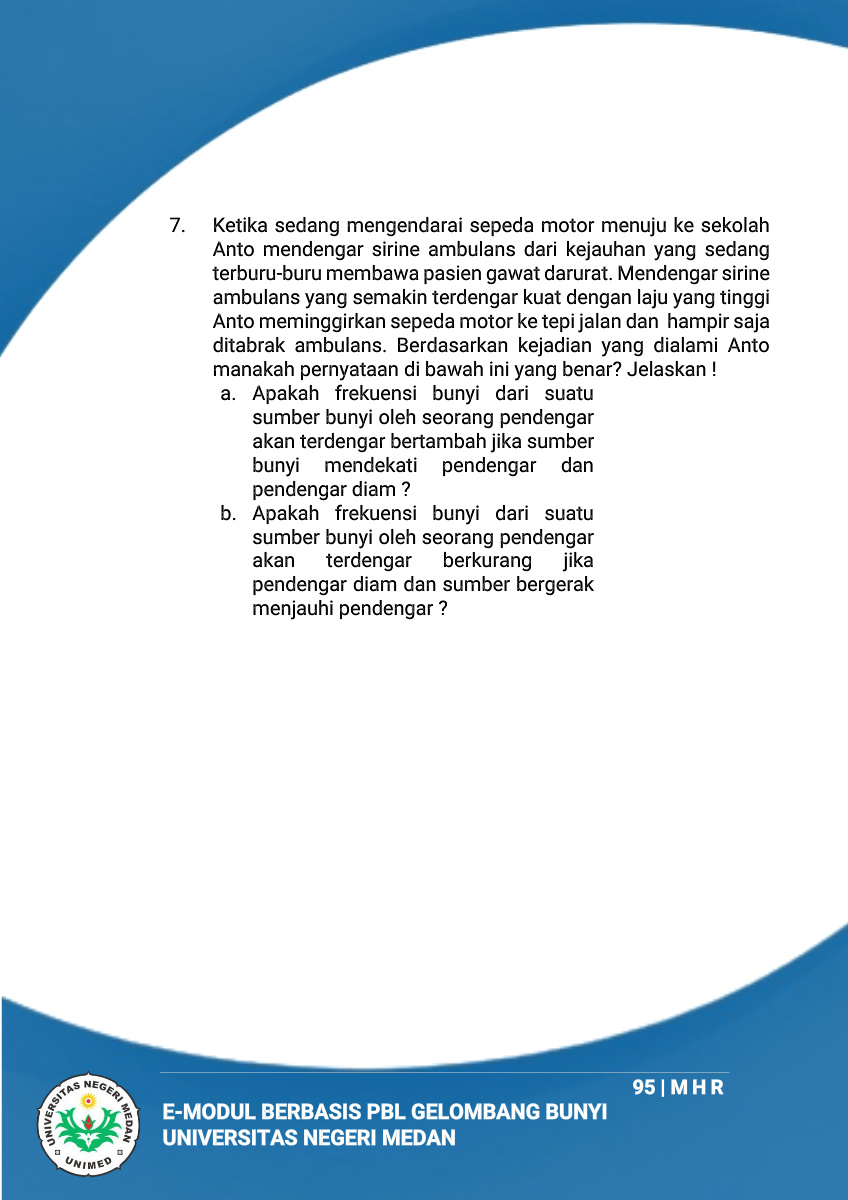 7. Ketika sedang mengendarai sepeda motor menuju ke sekolah
Anto mendengar sirine ambulans dari kejauhan yang sedang
terburu-buru membawa pasien gawat darurat. Mendengar sirine
ambulans yang semakin terdengar kuat dengan laju yang tinggi
Anto meminggirkan sepeda motor ke tepi jalan dan hampir saja
ditabrak ambulans. Berdasarkan kejadian yang dialami Anto
manakah pernyataan di bawah ini yang benar? Jelaskan !
a. Apakah frekuensi bunyi dari suatu
sumber bunyi oleh seorang pendengar
akan terdengar bertambah jika sumber
bunyi mendekati pendengar dan
pendengar diam ?
b. Apakah frekuensi bunyi dari suatu
sumber bunyi oleh seorang pendengar
akan terdengar berkurang jika
pendengar diam dan sumber bergerak
menjauhi pendengar ?
95 | M H R
E-MODUL BERBASIS PBL GELOMBANG BUNYI
UNIVERSITAS NEGERI MEDAN
UNIVERSITAS NEGERI MEDAN
UNIMED